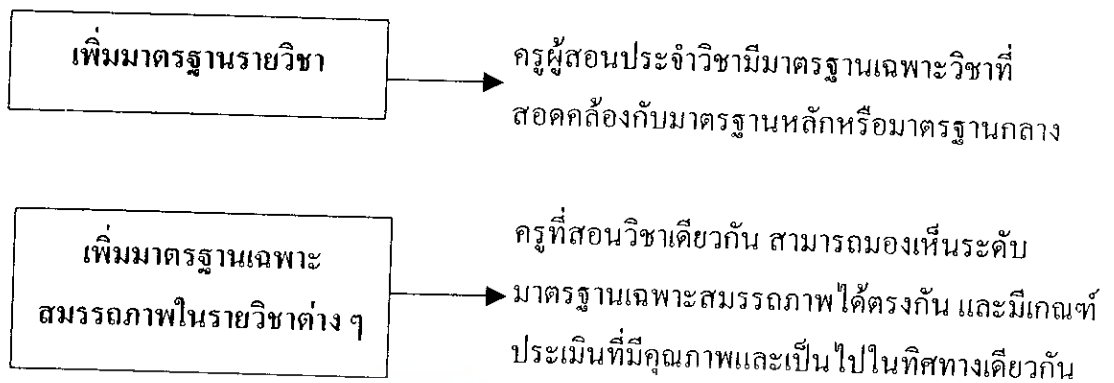 เพิ่มมาตรฐานรายวิชา
ครูผู้สอนประจำวิชามีมาตรฐานเฉพาะวิชาที่
สอดคล้องกับมาตรฐานหลักหรือมาตรฐานกลาง
เพิ่มมาตรฐานเฉพาะ
สมรรถภาพในรายวิชาต่าง ๆ
ครูที่สอนวิชาเดียวกัน สามารถมองเห็นระดับ
มาตรฐานเฉพาะสมรรถภาพได้ตรงกัน และมีเกณฑ์
ประเมินที่มีคุณภาพและเป็นไปในทิศทางเดียวกัน